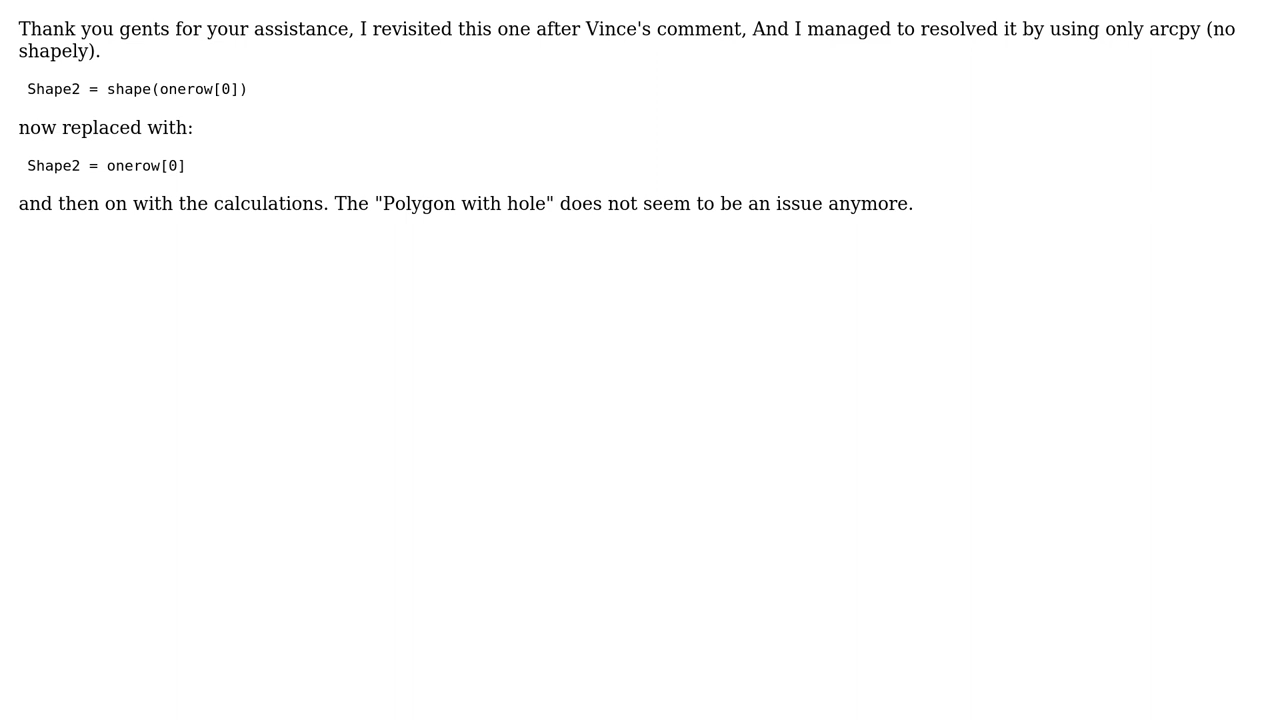 Thank you gents for your assistance, I revisited this one after Vince's comment, And I managed to resolved it by using only arcpy (no
shapely).
Shape2 = shape(onerow[0])
now replaced with:
Shape2 = onerow[0]
and then on with the calculations. The "Polygon with hole" does not seem to be an issue anymore.